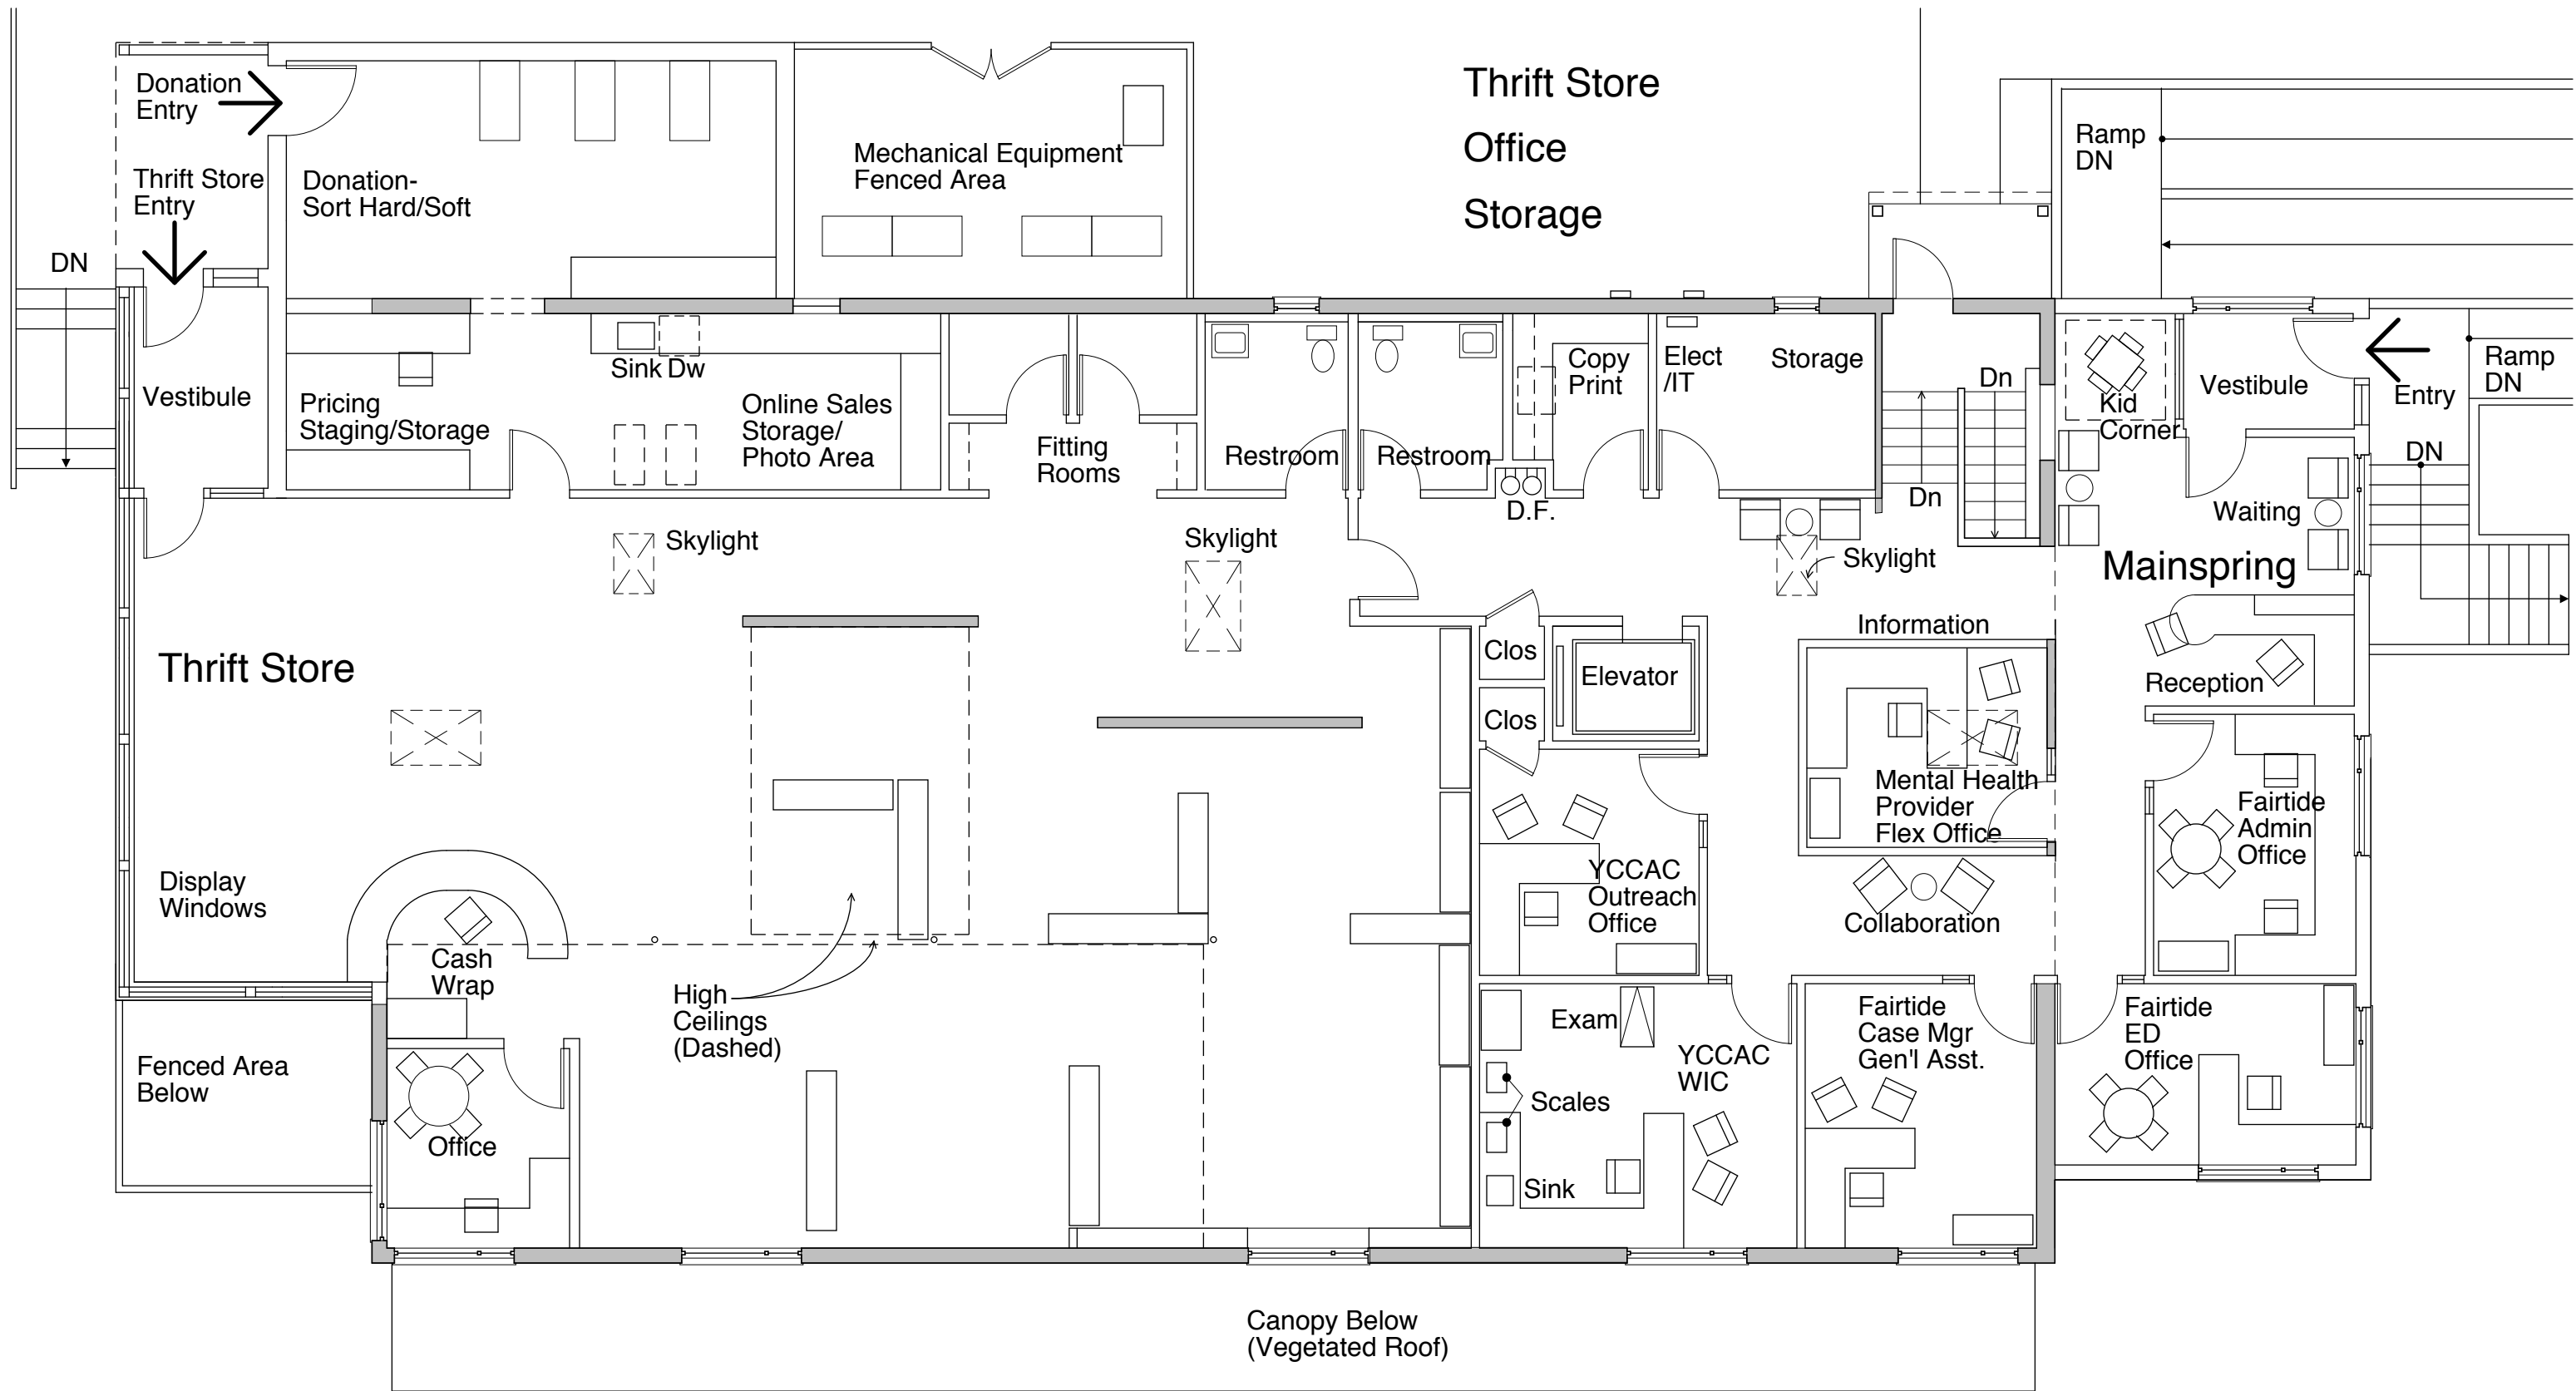 Donation
Entry
Thrift Store
Entry
DN
Donation-
Sort Hard/Soft
Mechanical Equipment
Fenced Area
Thrift Store
Office
Storage
Ramp
DN
Vestibule
Pricing
Staging/Storage
Sink Dw
Online Sales
Storage/
Photo Area
Fitting
Rooms
Restroom
Restroom
D.F.
Copy
Print
Elect
/IT
Storage
Dn
Dn
Kid
Corner
Vestibule
Entry
Ramp
DN
DN
Waiting
Mainspring
Skylight
Skylight
Skylight
Thrift Store
Information
Clos
Clos
Elevator
Reception
Mental Health
Provider
Flex Office
Fairtide
Admin
Office
Display
Windows
YCCAC
Outreach
Office
Collaboration
Cash
Wrap
High
Ceilings
(Dashed)
Exam
YCCAC
WIC
Scales
Sink
Fairtide
Case Mgr
Gen'l Asst.
Fairtide
ED
Office
Fenced Area
Below
Office
Canopy Below
(Vegetated Roof)